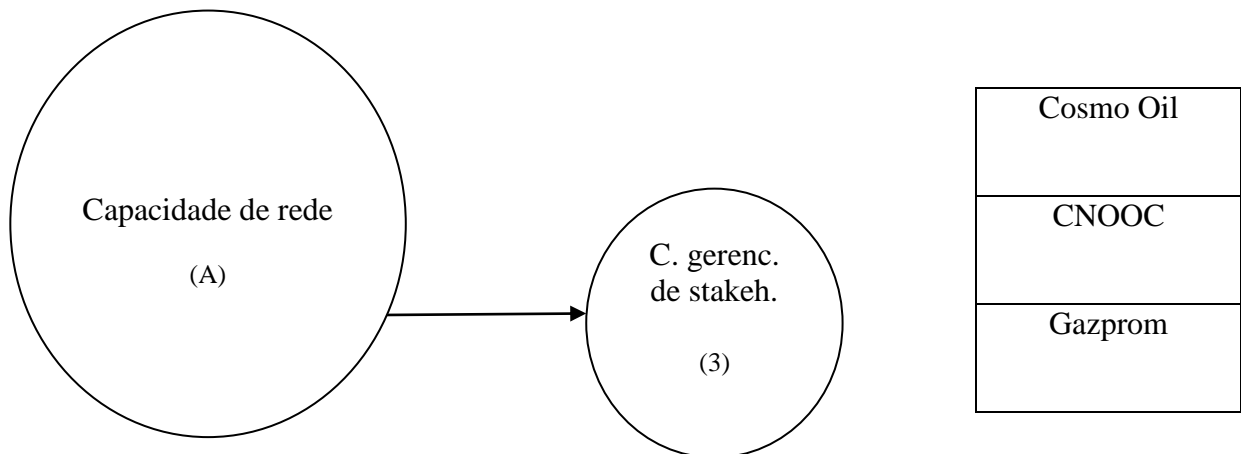 Capacidade de rede
(A)
C. gerenc.
de stakeh.
(3)
Cosmo Oil
CNOOC
Gazprom